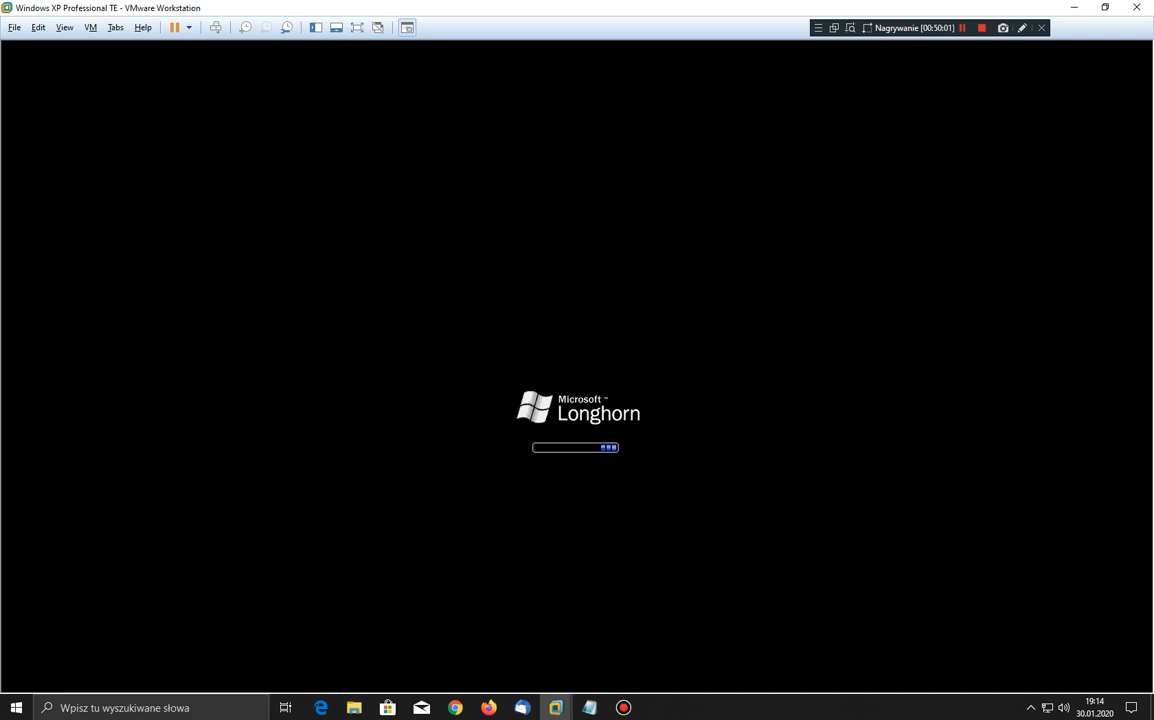 Windows XP Professional TE - VMware Workstation
File Edit View VM Tabs Help
Nagrywanie [00:50:01]
Microsoft ™
Longhorn
Wpisz tu wyszukiwane słowa
19:14
30.01.2020